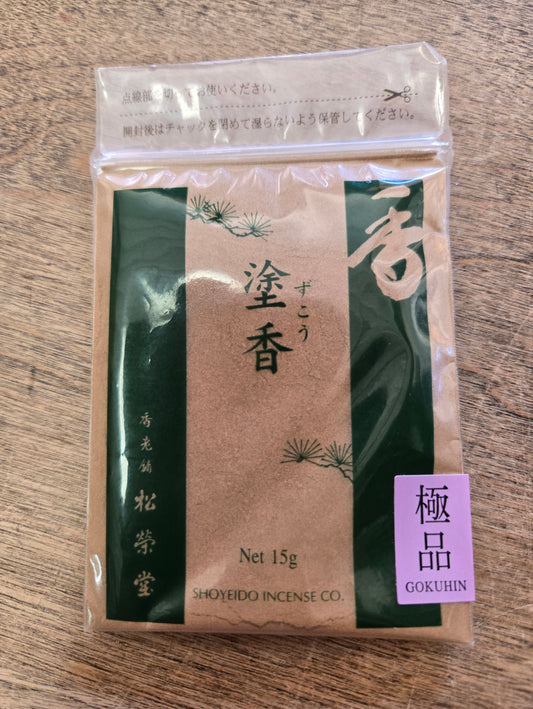 点線部を切ってお使いください。
開封後はチャックを閉めて湿らないよう保管してください。
香
塗香
ずこう
香老舗
松榮堂
Net 15g
SHOYEIDO INCENSE CO.
極品
GOKUHIN